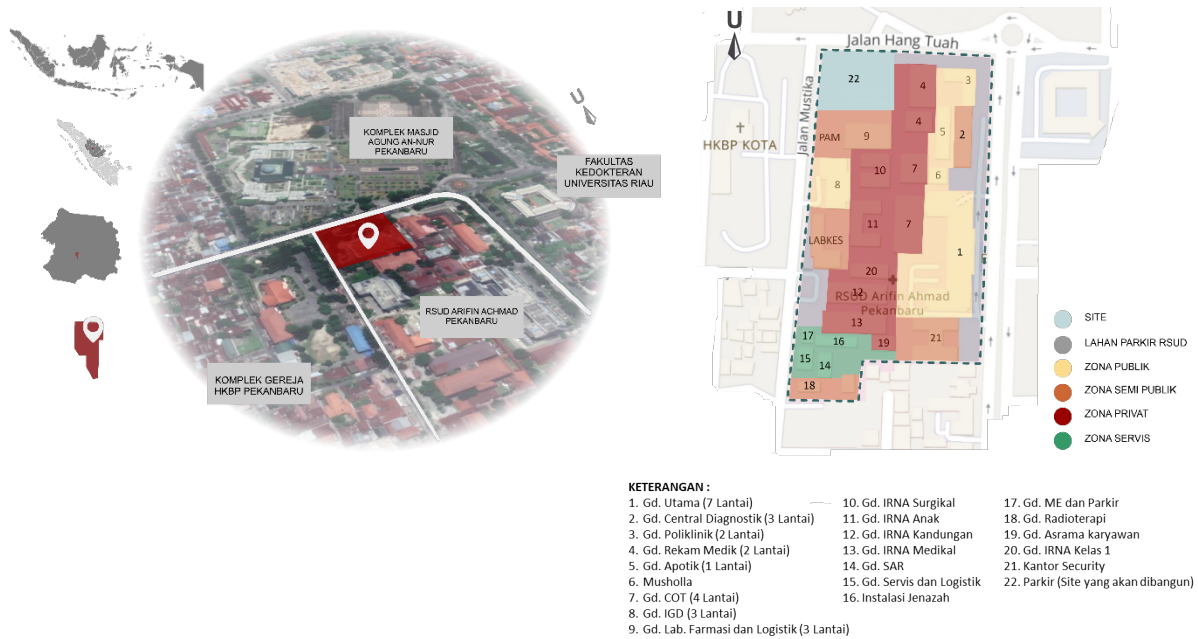 U
KOMPLEK MASJID
AGUNG AN-NUR
PEKANBARU
FAKULTAS
KEDOKTERAN
UNIVERSITAS RIAU
RSUD ARIFIN ACHMAD
PEKANBARU
KOMPLEK GEREJA
HKBP PEKANBARU
U
Jalan Hang Tuah
Jalan Mustika
HKBP KOTA
22
4
3
4
5
2
PAM
9
10
7
6
8
11
7
LABKES
1
20
12
RSUD Arifin Ahmad
Pekanbaru
13
17
16
19
21
15
14
18
SITE
LAHAN PARKIR RSUD
ZONA PUBLIK
ZONA SEMI PUBLIK
ZONA PRIVAT
ZONA SERVIS
KETERANGAN :
1. Gd. Utama (7 Lantai)
2. Gd. Central Diagnostik (3 Lantai)
3. Gd. Poliklinik (2 Lantai)
4. Gd. Rekam Medik (2 Lantai)
5. Gd. Apotik (1 Lantai)
6. Musholla
7. Gd. COT (4 Lantai)
8. Gd. IGD (3 Lantai)
9. Gd. Lab. Farmasi dan Logistik (3 Lantai)
10. Gd. IRNA Surgikal
11. Gd. IRNA Anak
12. Gd. IRNA Kandungan
13. Gd. IRNA Medikal
14. Gd. SAR
15. Gd. Servis dan Logistik
16. Instalasi Jenazah
17. Gd. ME dan Parkir
18. Gd. Radioterapi
19. Gd. Asrama karyawan
20. Gd. IRNA Kelas 1
21. Kantor Security
22. Parkir (Site yang akan dibangun)